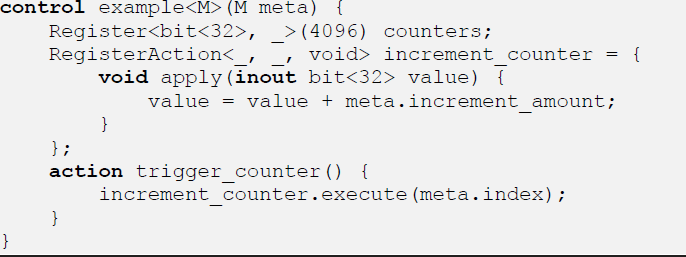 control example<M>(M meta) {
    Register<bit<32>, _>(4096) counters;
    RegisterAction<_, _, void> increment_counter = {
        void apply(inout bit<32> value) {
            value = value + meta.increment_amount;
        }
    };
    action trigger_counter() {
        increment_counter.execute(meta.index);
    }
}